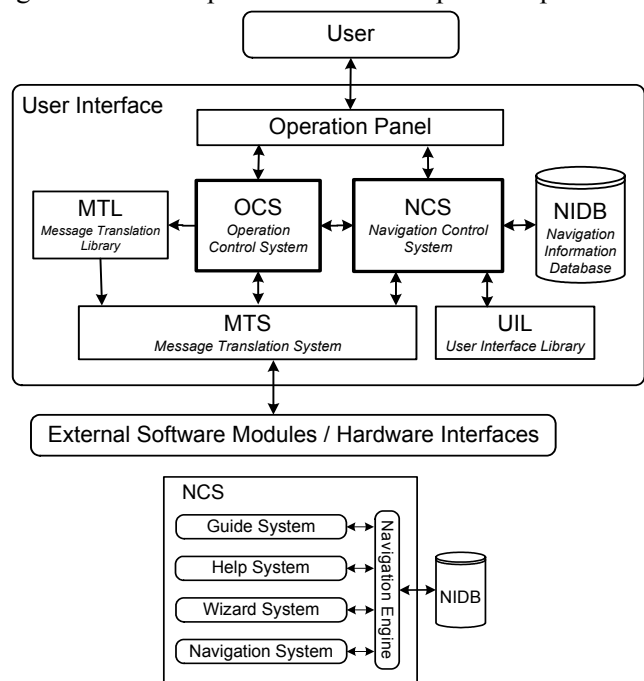 User
User Interface
Operation Panel
MTL
Message Translation
Library
OCS
Operation
Control System
NCS
Navigation Control
System
NIDB
Navigation
Information
Database
MTS
Message Translation System
UIL
User Interface Library
External Software Modules / Hardware Interfaces
NCS
Guide System
Help System
Wizard System
Navigation System
Navigation Engine
NIDB